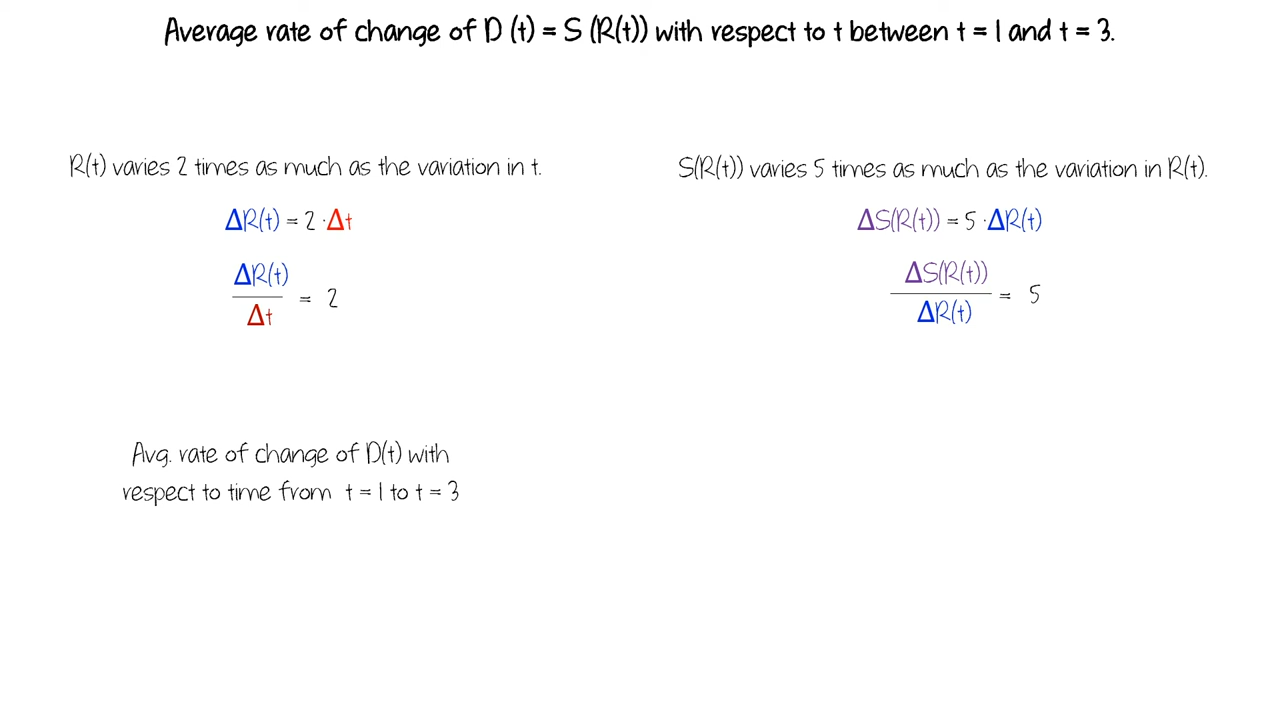 Average rate of change of D (t) = S (R(t)) with respect to t between t = 1 and t = 3.
R(t) varies 2 times as much as the variation in t.
ΔR(t) = 2 · Δt
ΔR(t)
Δt
= 2
S(R(t)) varies 5 times as much as the variation in R(t).
ΔS(R(t)) = 5 · ΔR(t)
ΔS(R(t))
ΔR(t)
= 5
Avg. rate of change of D(t) with
respect to time from t = 1 to t = 3